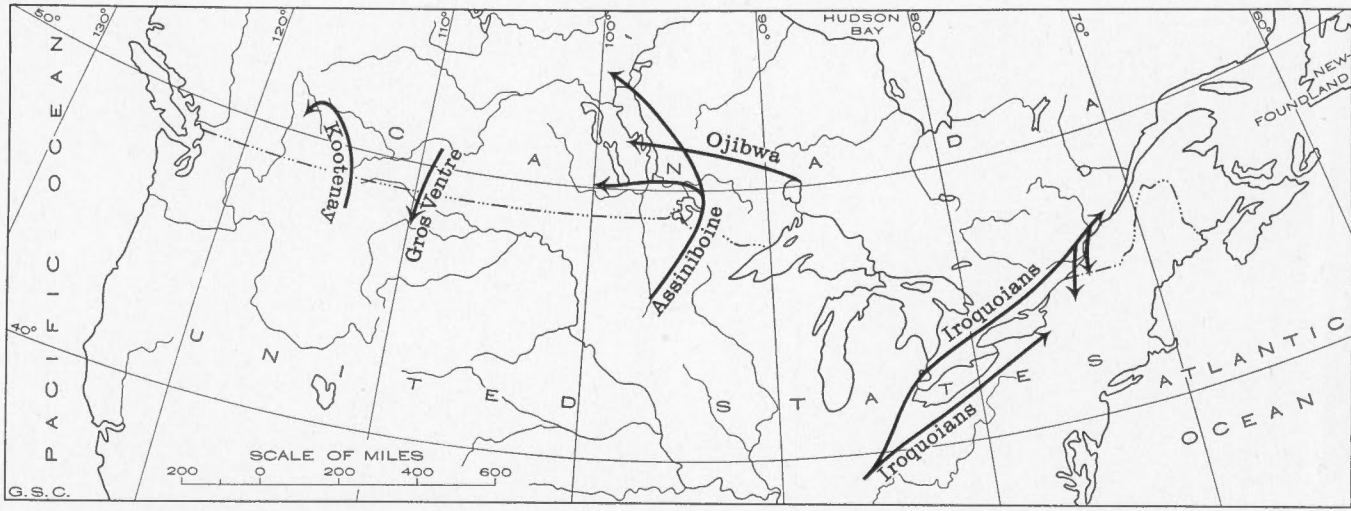 50°
130°
120°
110°
100°
90°
80°
70°
60°
HUDSON
BAY
NEW-
FOUNDLAND
CANADA
Kootenay
Gros Ventre
Assiniboine
Ojibwa
Iroquoians
Iroquoians
PACIFIC OCEAN
40°
UNITED STATES
ATLANTIC
OCEAN
SCALE OF MILES
200 0 200 400 600
G.S.C.